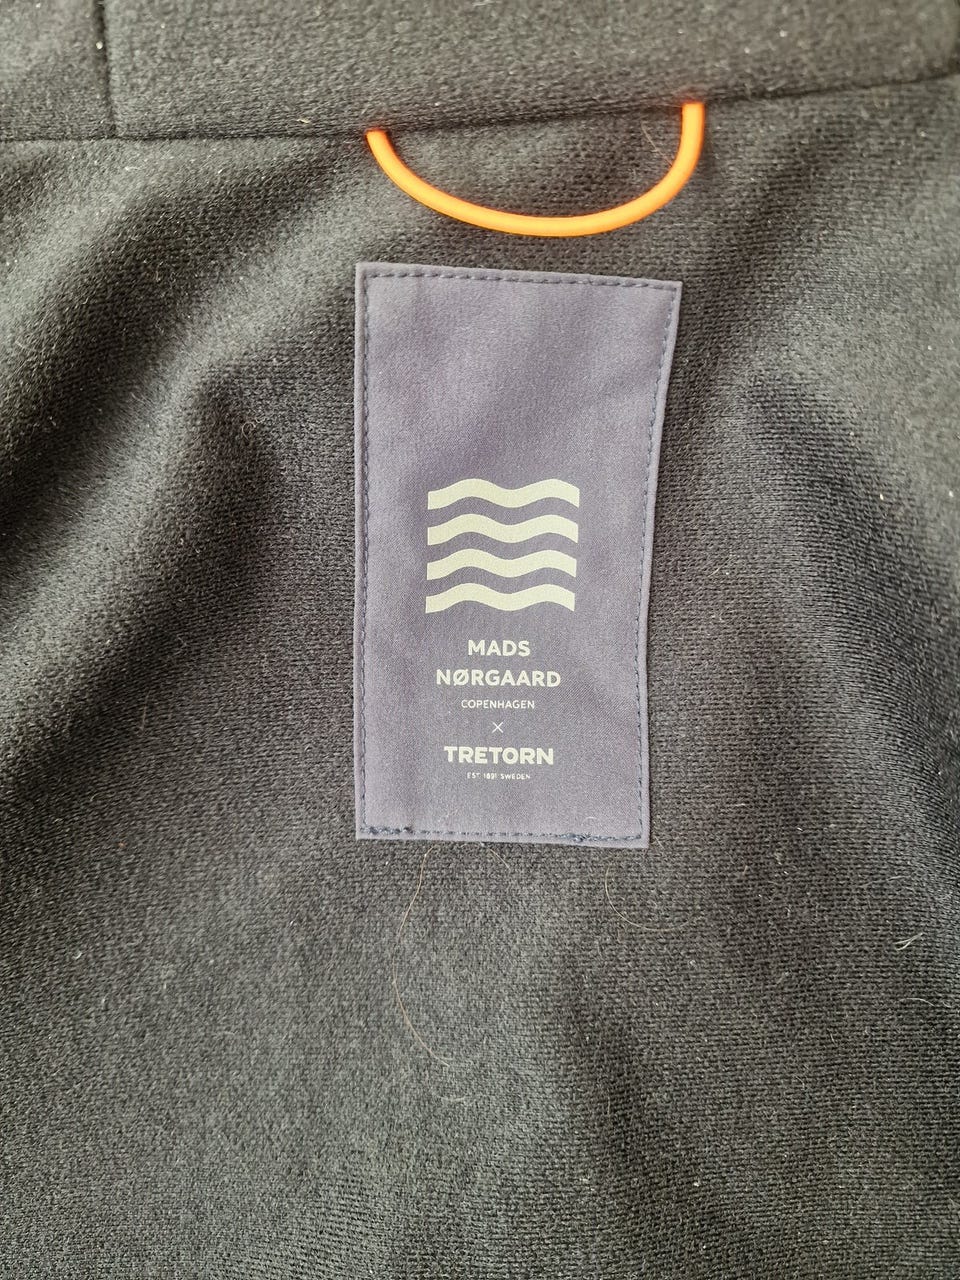 MADS
NØRGAARD
COPENHAGEN
×
TRETORN
EST. 1891 SWEDEN